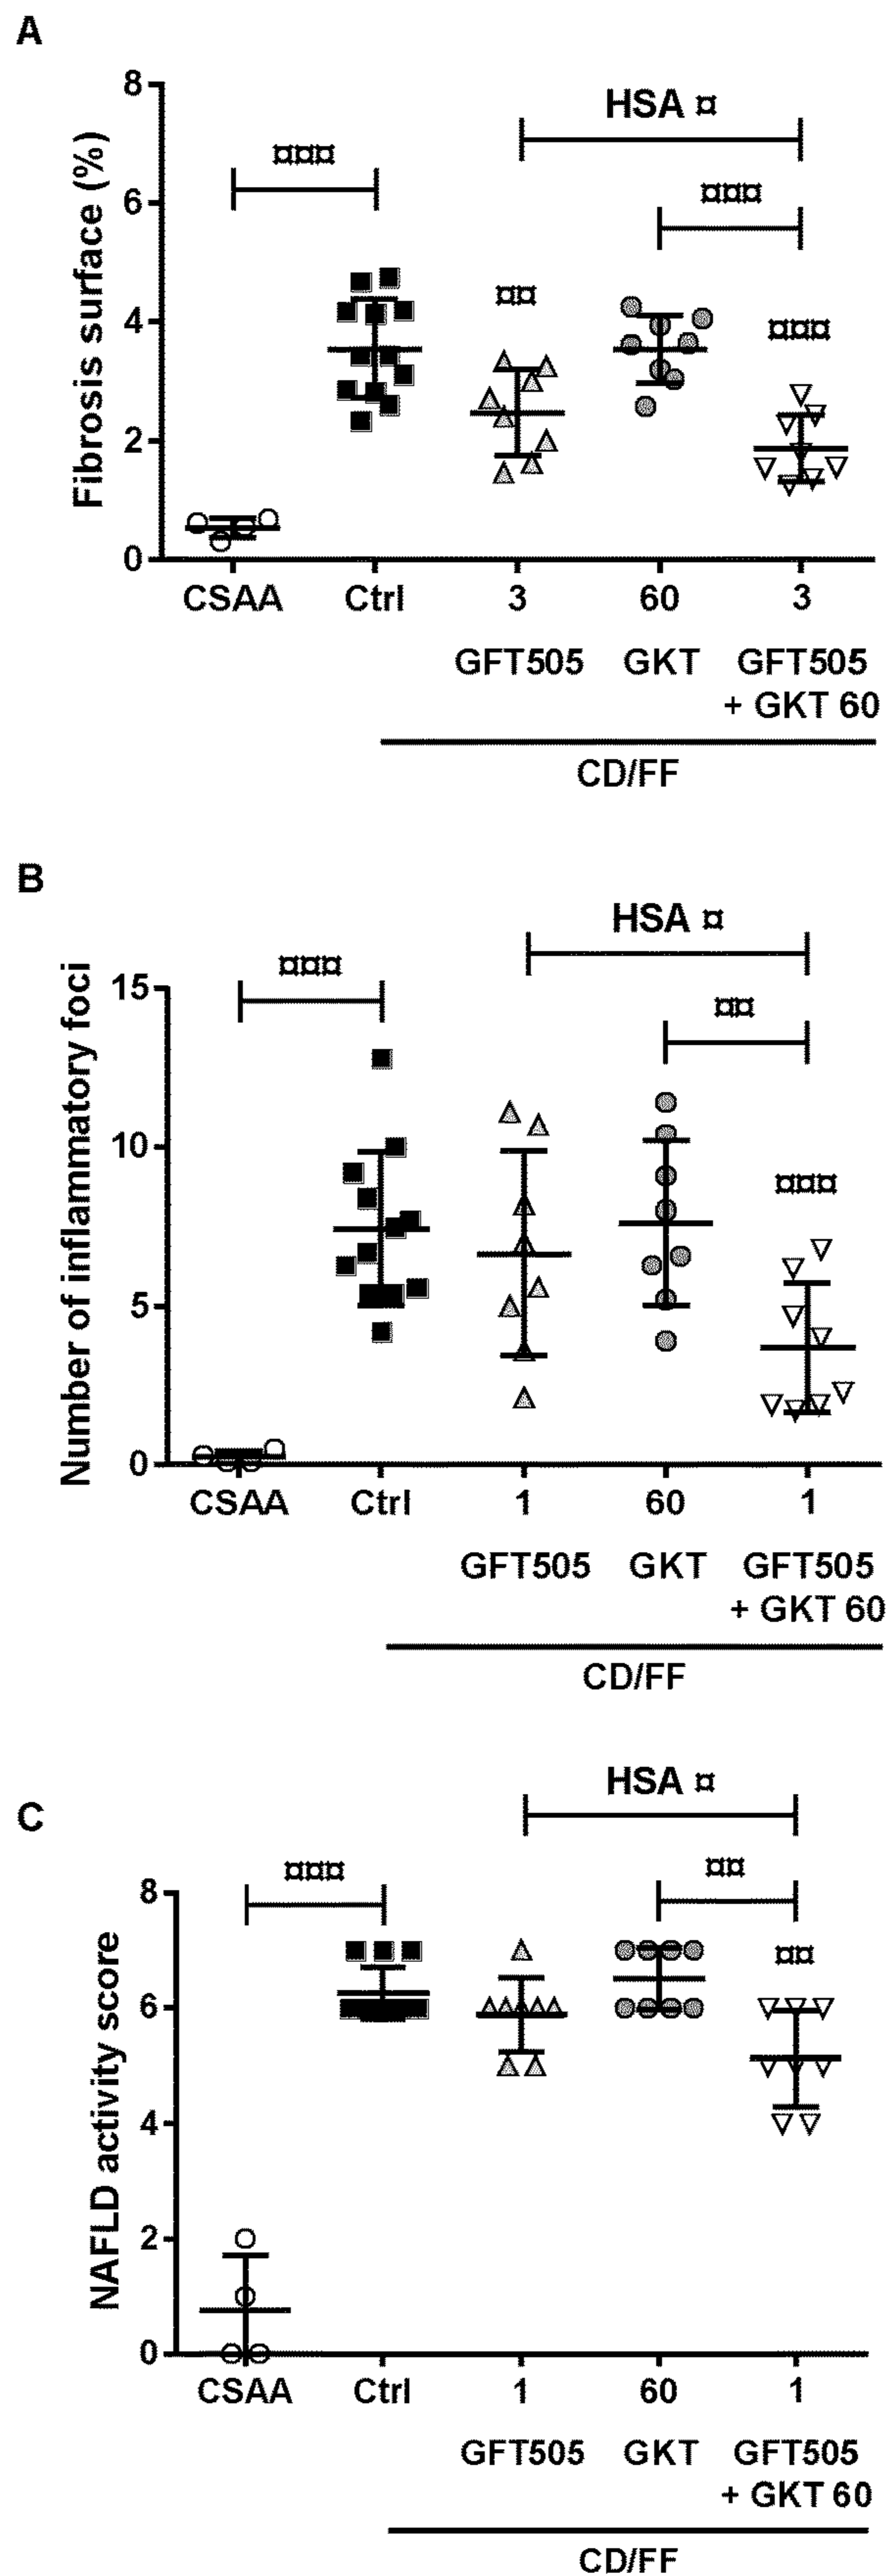 A
8
HSA ¤
¤¤¤
¤¤¤
6
Fibrosis surface (%)
¤¤
¤¤¤
4
2
0
CSAA Ctrl 3 60 3
GFT505 GKT GFT505
+ GKT 60
CD/FF
B
HSA ¤
¤¤¤
15
¤¤
Number of inflammatory foci
10
¤¤¤
5
0
CSAA Ctrl 1 60 1
GFT505 GKT GFT505
+ GKT 60
CD/FF
HSA ¤
C
¤¤¤
¤¤
8
NAFLD activity score
¤¤
6
4
2
0
CSAA Ctrl 1 60 1
GFT505 GKT GFT505
+ GKT 60
CD/FF